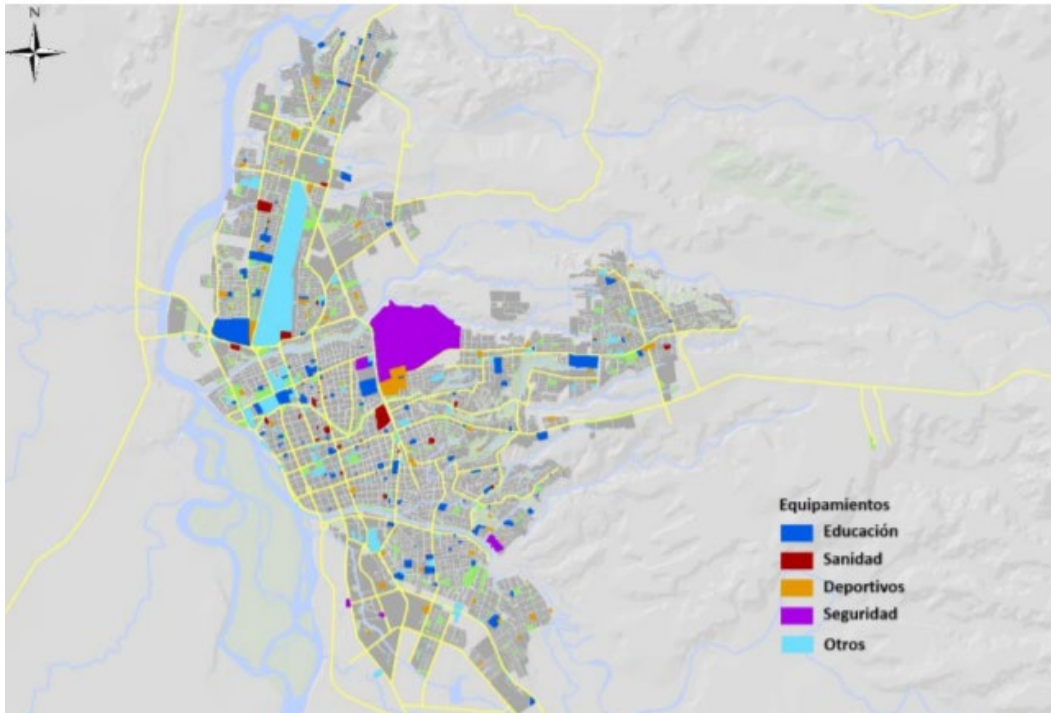 N
Equipamientos
Educación
Sanidad
Deportivos
Seguridad
Otros